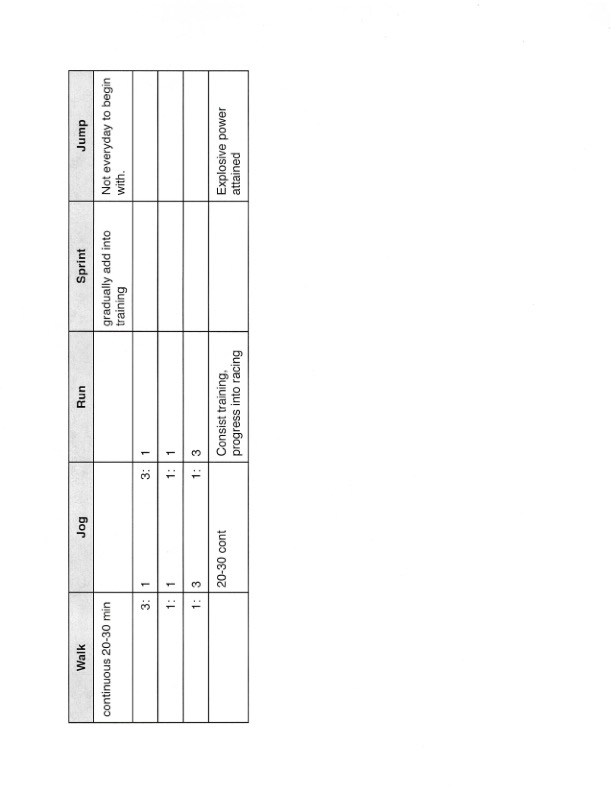 Walk Jog Run Sprint Jump
continuous 20-30 min
gradually add into
training
Not everyday to begin
with.
3: 1 3: 1
1: 1 1: 1
1: 3 1: 3
20-30 cont
Consist training,
progress into racing
Explosive power
attained